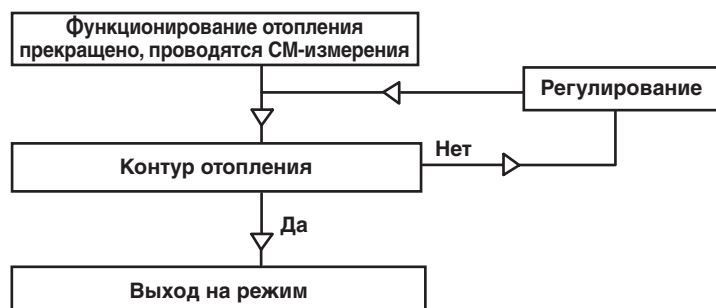 Функционирование отопления
прекращено, проводятся СМ-измерения
Регулирование
Контур отопления
Нет
Да
Выход на режим